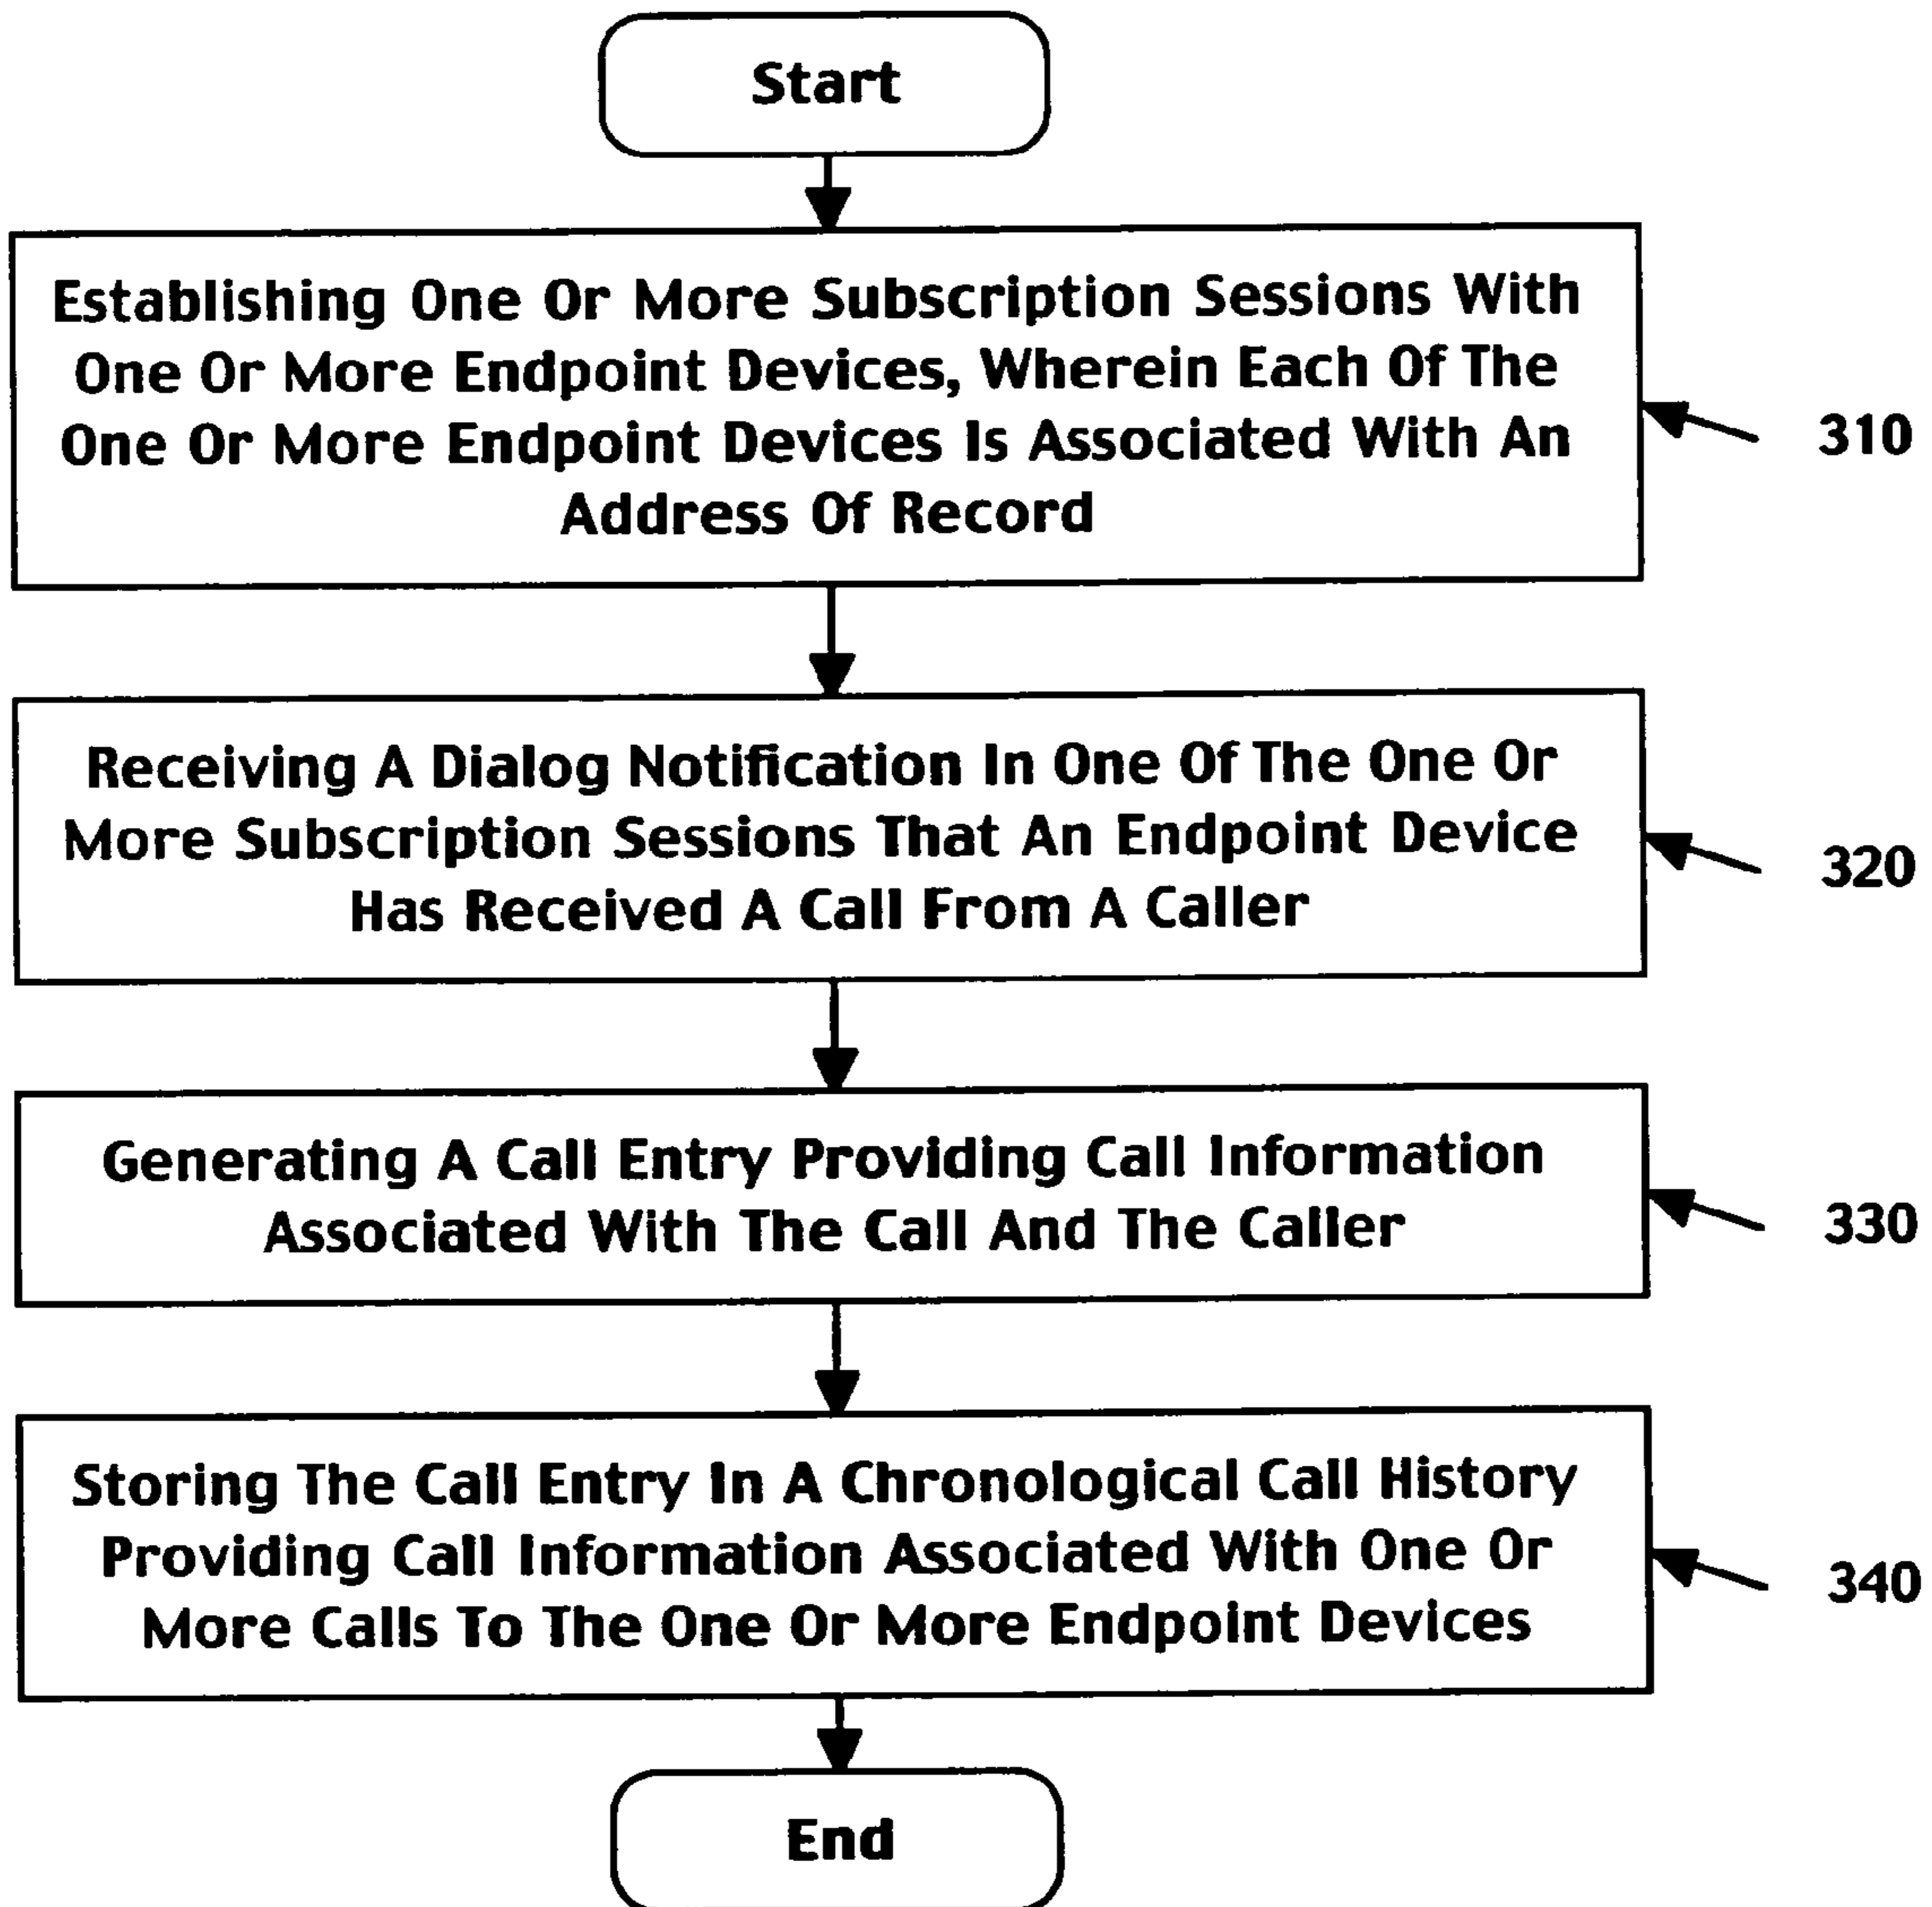 Start
Establishing One Or More Subscription Sessions With
One Or More Endpoint Devices, Wherein Each Of The
One Or More Endpoint Devices Is Associated With An
Address Of Record
310
Receiving A Dialog Notification In One Of The One Or
More Subscription Sessions That An Endpoint Device
Has Received A Call From A Caller
320
Generating A Call Entry Providing Call Information
Associated With The Call And The Caller
330
Storing The Call Entry In A Chronological Call History
Providing Call Information Associated With One Or
More Calls To The One Or More Endpoint Devices
340
End